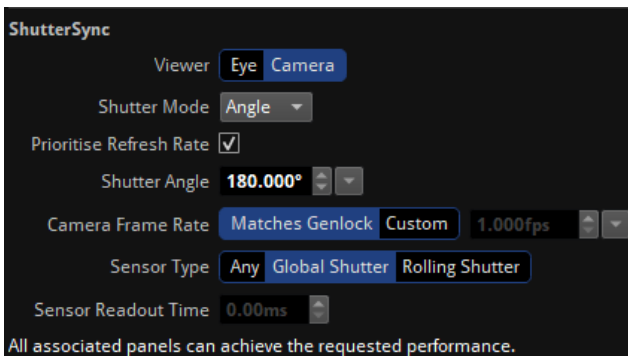 ShutterSync
Viewer Eye Camera
Shutter Mode Angle
Prioritise Refresh Rate
Shutter Angle 180.000°
Camera Frame Rate Matches Genlock Custom 1.000fps
Sensor Type Any Global Shutter Rolling Shutter
Sensor Readout Time 0.00ms
All associated panels can achieve the requested performance.